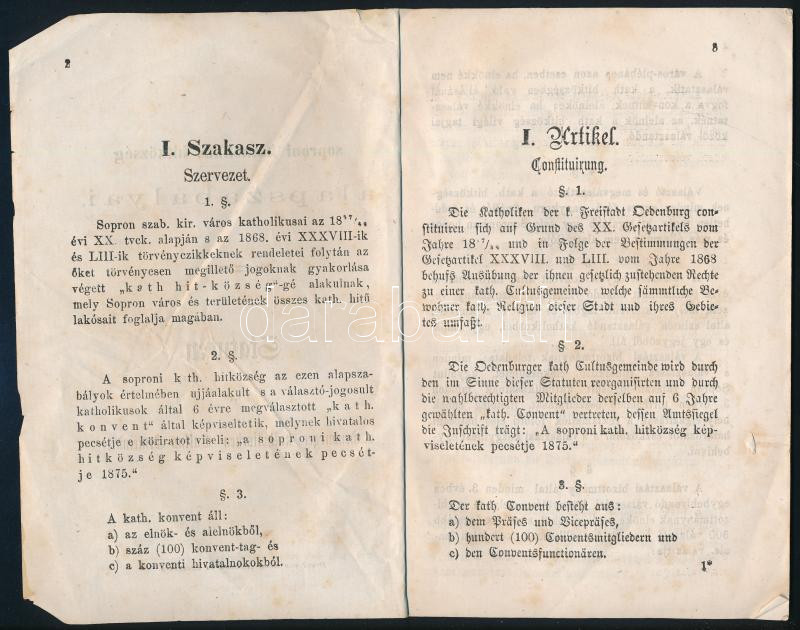 2
I. Szakasz.
Szervezet.
1. §.
Sopron szab. kir. város katholikusai az 18⁴⁷/₄₈
évi XX. tvck. alapján s az 1868. évi XXXVIII-ik
és LIII-ik törvényczikkeknek rendeletei folytán az
őket törvényesen megillető jogoknak gyakorlása
végett „kath hit-község“-gé alakulnak,
mely Sopron város és területének összes kath. hitű
lakósait foglalja magában.
2. §.
A soproni k th. hitközség az ezen alapsza-
bályok értelmében ujjáalakult s a választó-jogosult
katholikusok által 6 évre megválasztott „kath.
konvent“ által képviseltetik, melynek hivatalos
pecsétje e köriratot viseli: „a soproni kath.
hitközség képviseletének pecsét-
je 1875.“
§. 3.
A kath. konvent áll:
a) az elnök- és alelnökből,
b) száz (100) konvent-tag- és
c) a konventi hivatalnokokból.
3
I. Artikel.
Constituirung.
§. 1.
Die Katholiken der k. Freistadt Oedenburg con-
stituiren sich auf Grund des XX. Gesetzartikels vom
Jahre 18⁴⁷/₄₈ und in Folge der Bestimmungen der
Gesetzartikel XXXVIII. und LIII. vom Jahre 1868
behufs Ausübung der ihnen gesetzlich zustehenden Rechte
zu einer kath. Cultusgemeinde welche sämmtliche Be-
wohner kath. Religion dieser Stadt und ihres Gebie-
tes umfaßt.
§ 2.
Die Oedenburger kath Cultusgemeinde wird durch
den im Sinne dieser Statuten reorganisirten und durch
die wahlberechtigten Mitglieder derselben auf 6 Jahre
gewählten „kath. Convent“ vertreten, dessen Amtssiegel
die Inschrift trägt: „A soproni kath. hitközség kép-
viseletének pecsétje 1875.“
3. §.
Der kath Convent besteht aus:
a) dem Präses und Vicepräses,
b) hundert (100) Conventsmitgliedern und
c) den Conventsfunctionären.
1*
darabanth